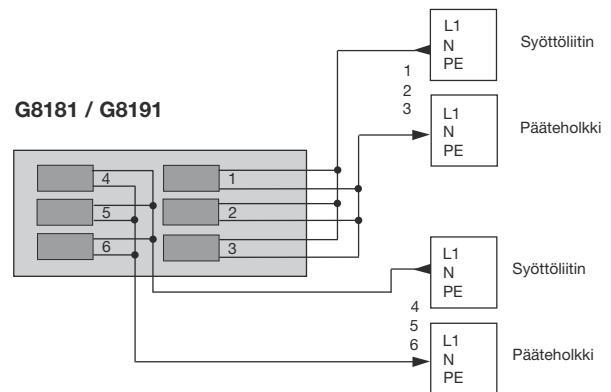 L1
N
PE
Syöttöliitin
1
2
3
G8181 / G8191
L1
N
PE
Pääteholkki
4
1
5
2
6
3
L1
N
PE
Syöttöliitin
4
5
6
L1
N
PE
Pääteholkki